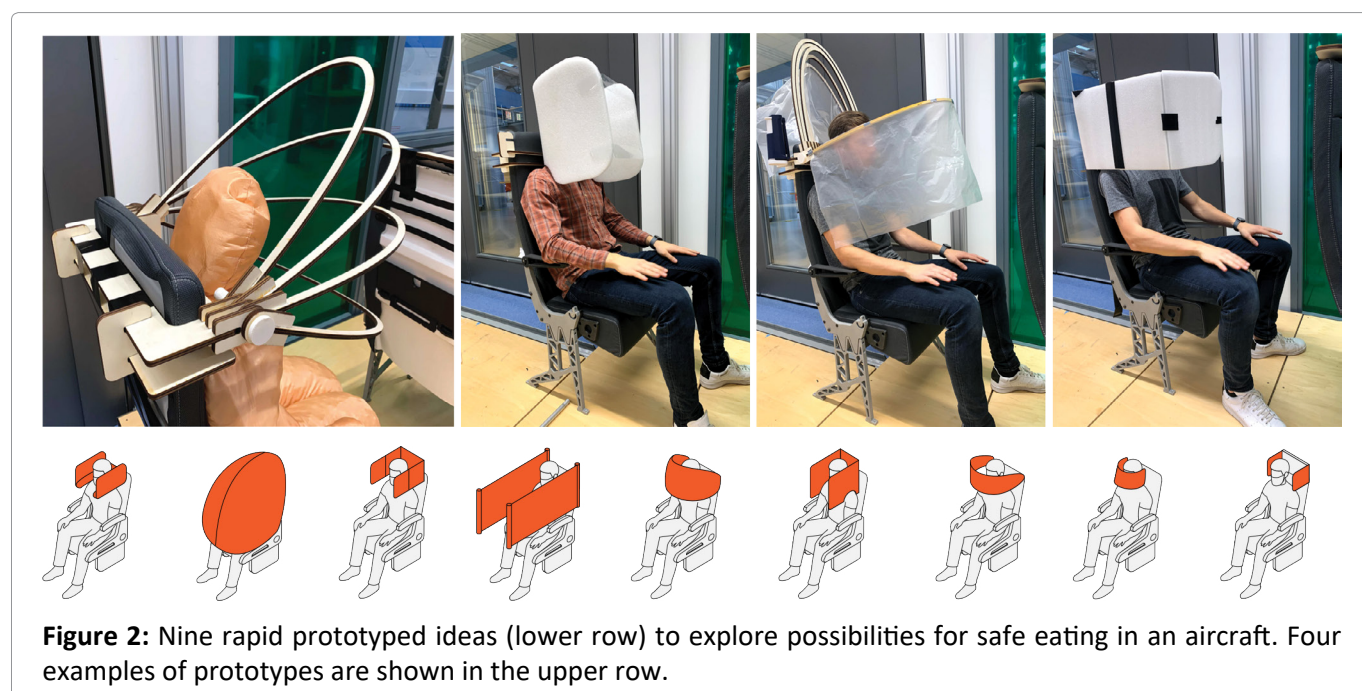 Figure 2: Nine rapid prototyped ideas (lower row) to explore possibilities for safe eating in an aircraft. Four
examples of prototypes are shown in the upper row.